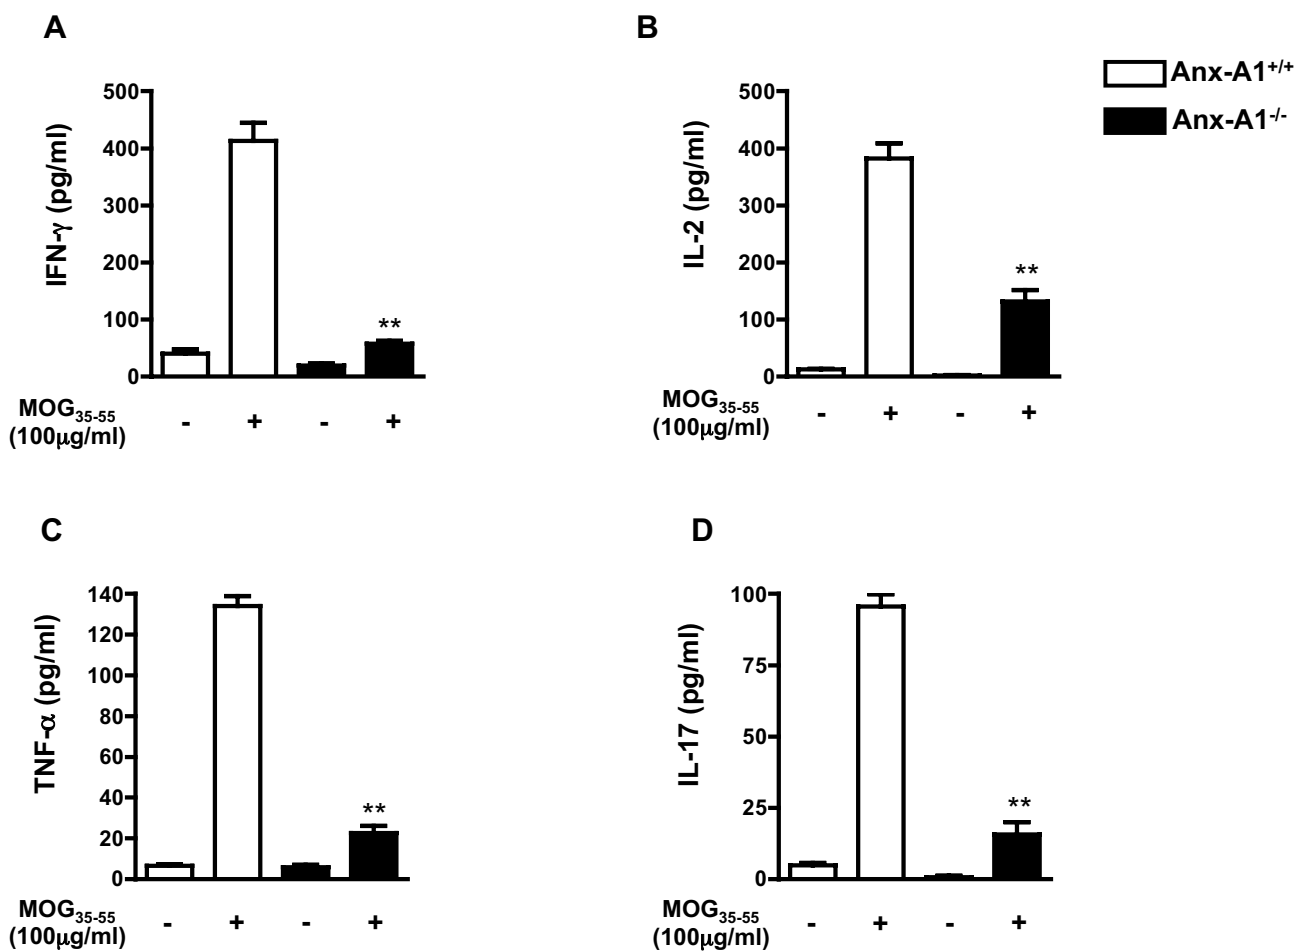 A
IFN-γ (pg/ml)
500
400
300
200
100
0
**
MOG35-55
(100μg/ml)
- + - +
B
IL-2 (pg/ml)
500
400
300
200
100
0
**
MOG35-55
(100μg/ml)
- + - +
Anx-A1+/+
Anx-A1-/-
C
TNF-α (pg/ml)
140
120
100
80
60
40
20
0
**
MOG35-55
(100μg/ml)
- + - +
D
IL-17 (pg/ml)
100
75
50
25
0
**
MOG35-55
(100μg/ml)
- + - +